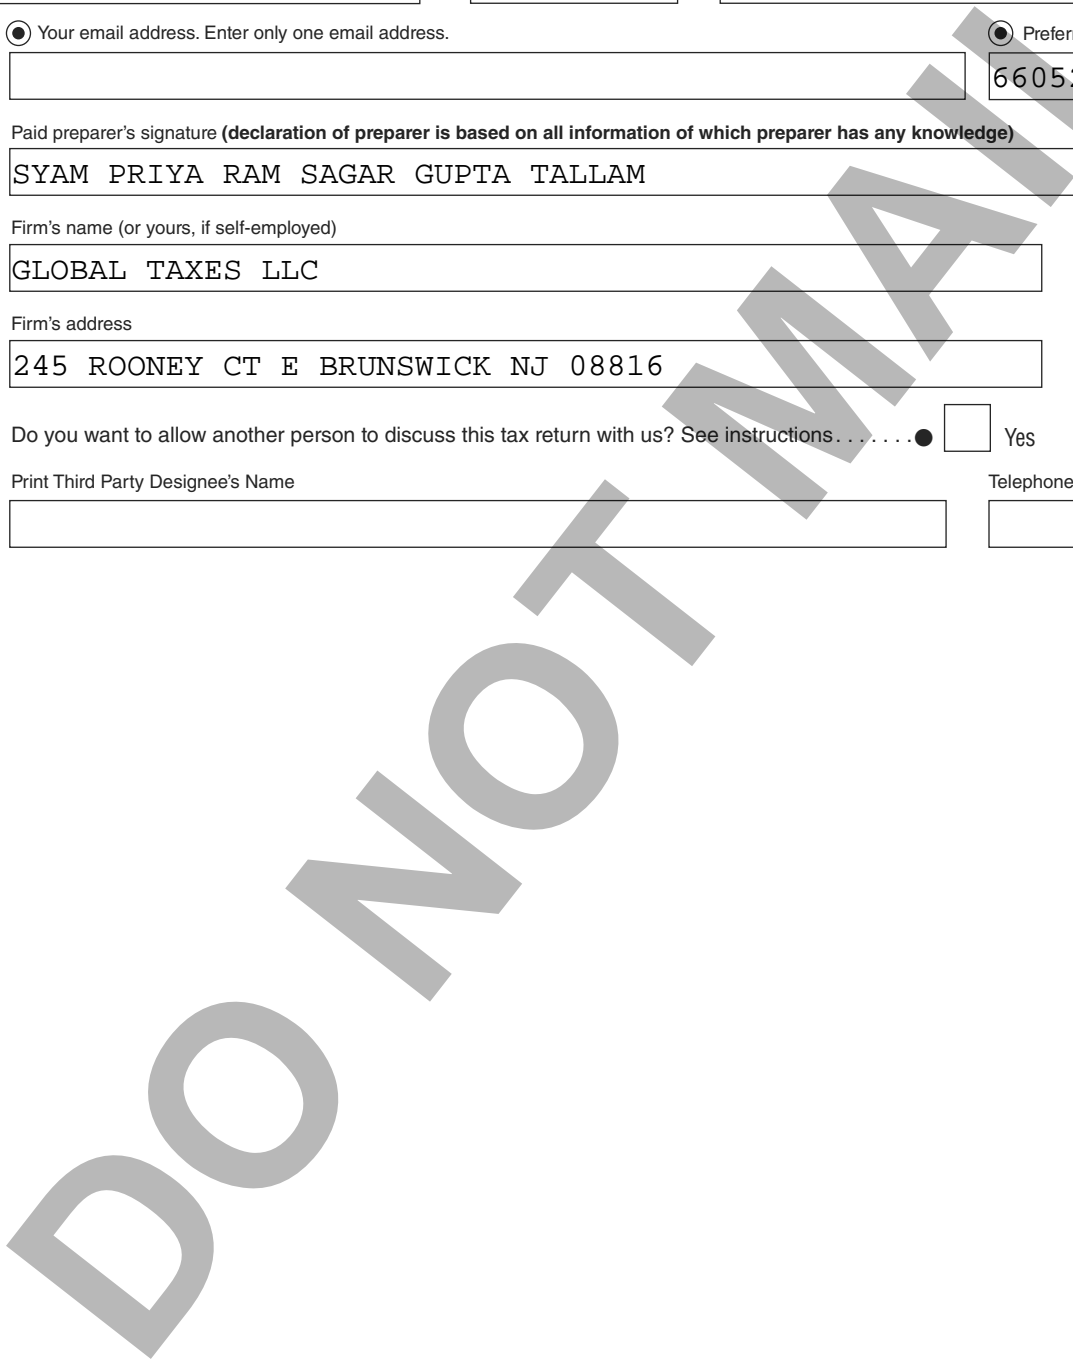 Your email address. Enter only one email address.
Prefer
6605
Paid preparer's signature (declaration of preparer is based on all information of which preparer has any knowledge)
SYAM PRIYA RAM SAGAR GUPTA TALLAM
Firm's name (or yours, if self-employed)
GLOBAL TAXES LLC
Firm's address
245 ROONEY CT E BRUNSWICK NJ 08816
Do you want to allow another person to discuss this tax return with us? See instructions.......● Yes
Print Third Party Designee's Name
Telephone
DO NOT MAIL